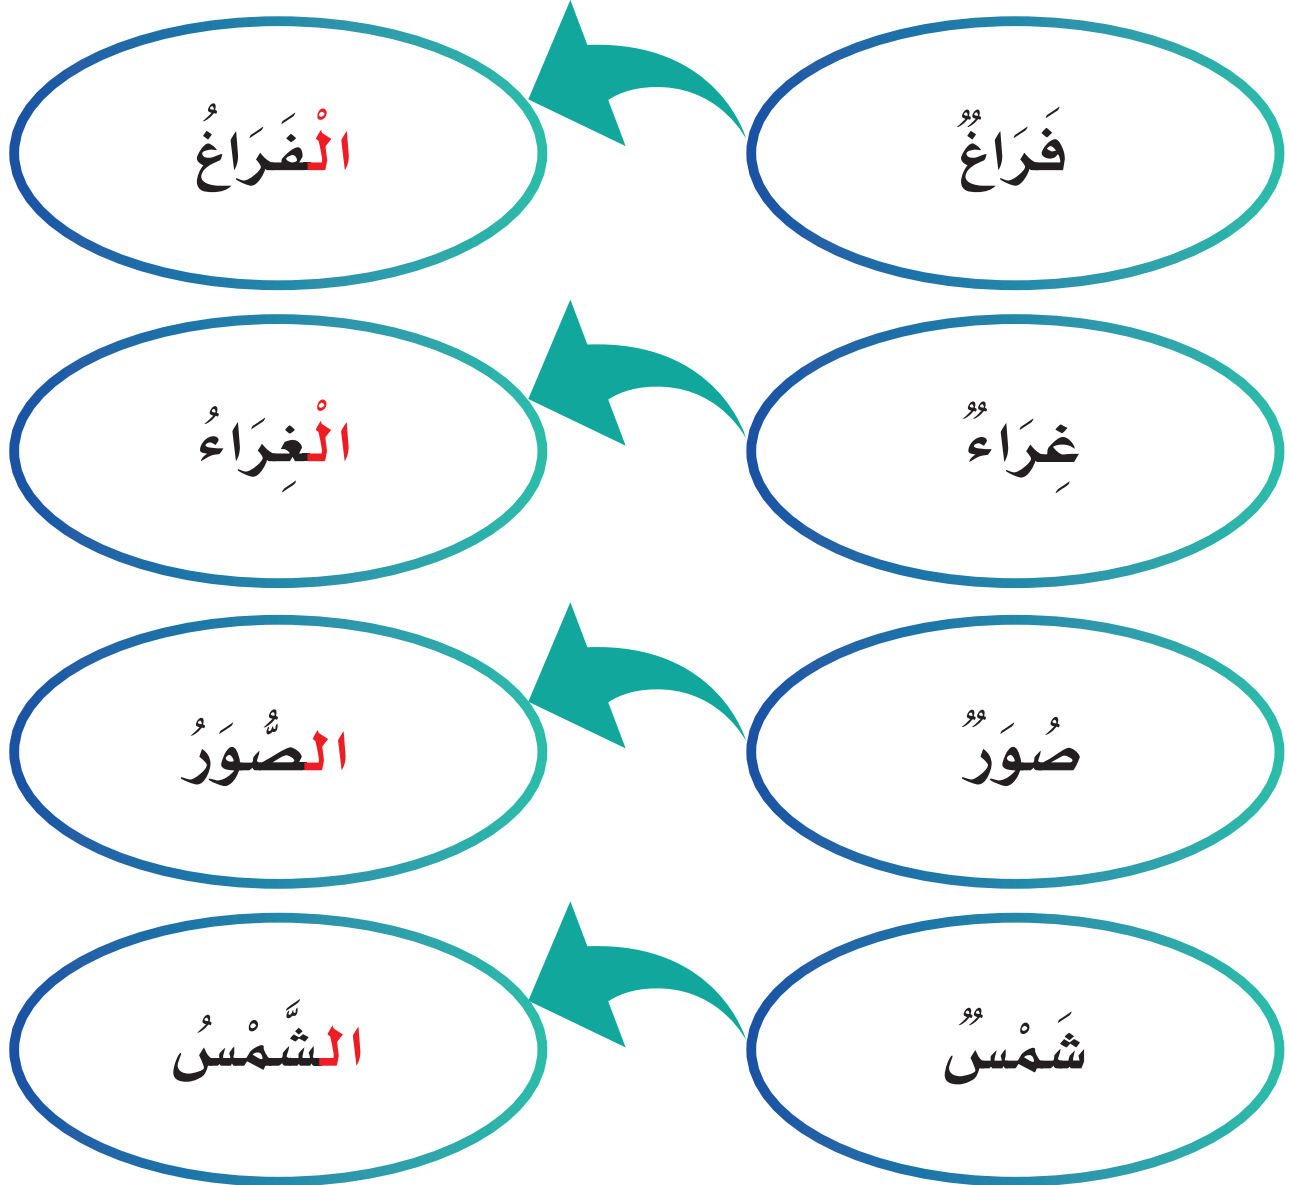 فَرَاغٌ الْفَرَاغُ
غِرَاءٌ الْغِرَاءُ
صُوَرٌ الصُّوَرُ
شَمْسٌ الشَّمْسُ